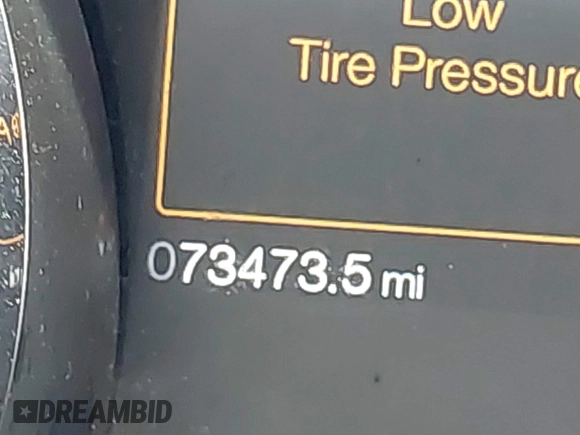 Low
Tire Pressure
073473.5 mi
DREAMBID